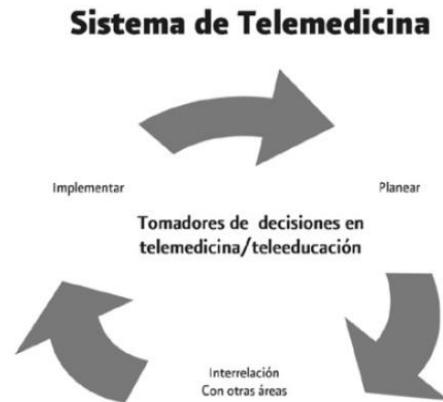 Sistema de Telemedicina
Implementar
Planear
Tomadores de decisiones en
telemedicina/teleeducación
Interrelación
Con otras áreas